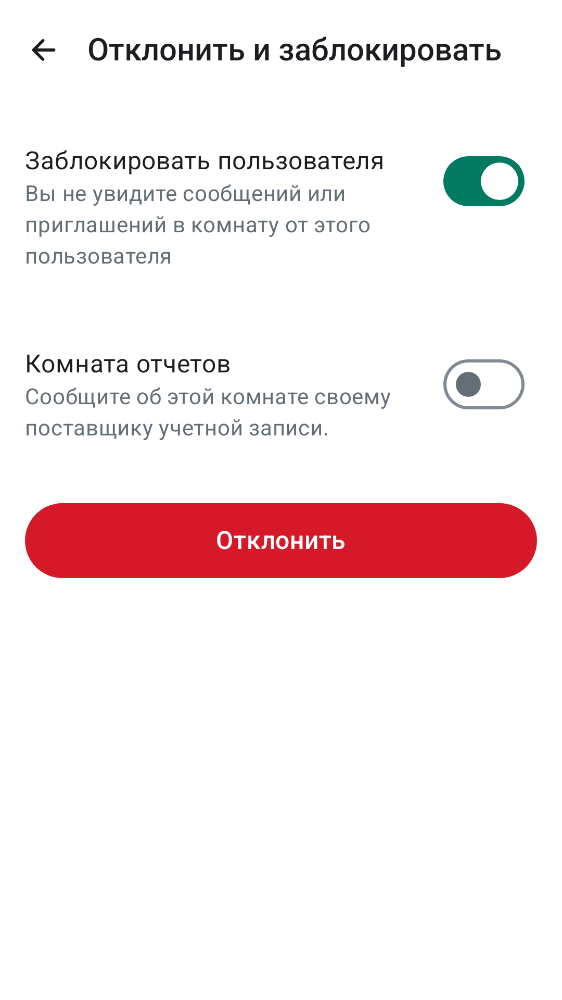 Отклонить и заблокировать
Заблокировать пользователя
Вы не увидите сообщений или
приглашений в комнату от этого
пользователя
Комната отчетов
Сообщите об этой комнате своему
поставщику учетной записи.
Отклонить